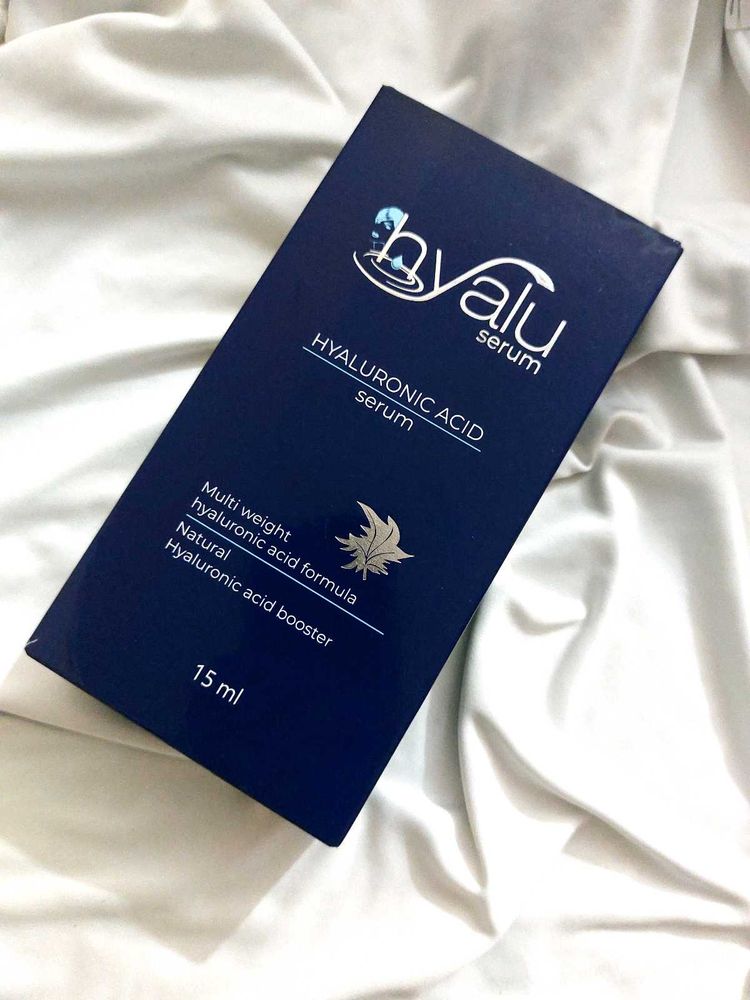 hyalu
serum
HYALURONIC ACID
serum
Multi weight
hyaluronic acid formula
Natural
Hyaluronic acid booster
15 ml